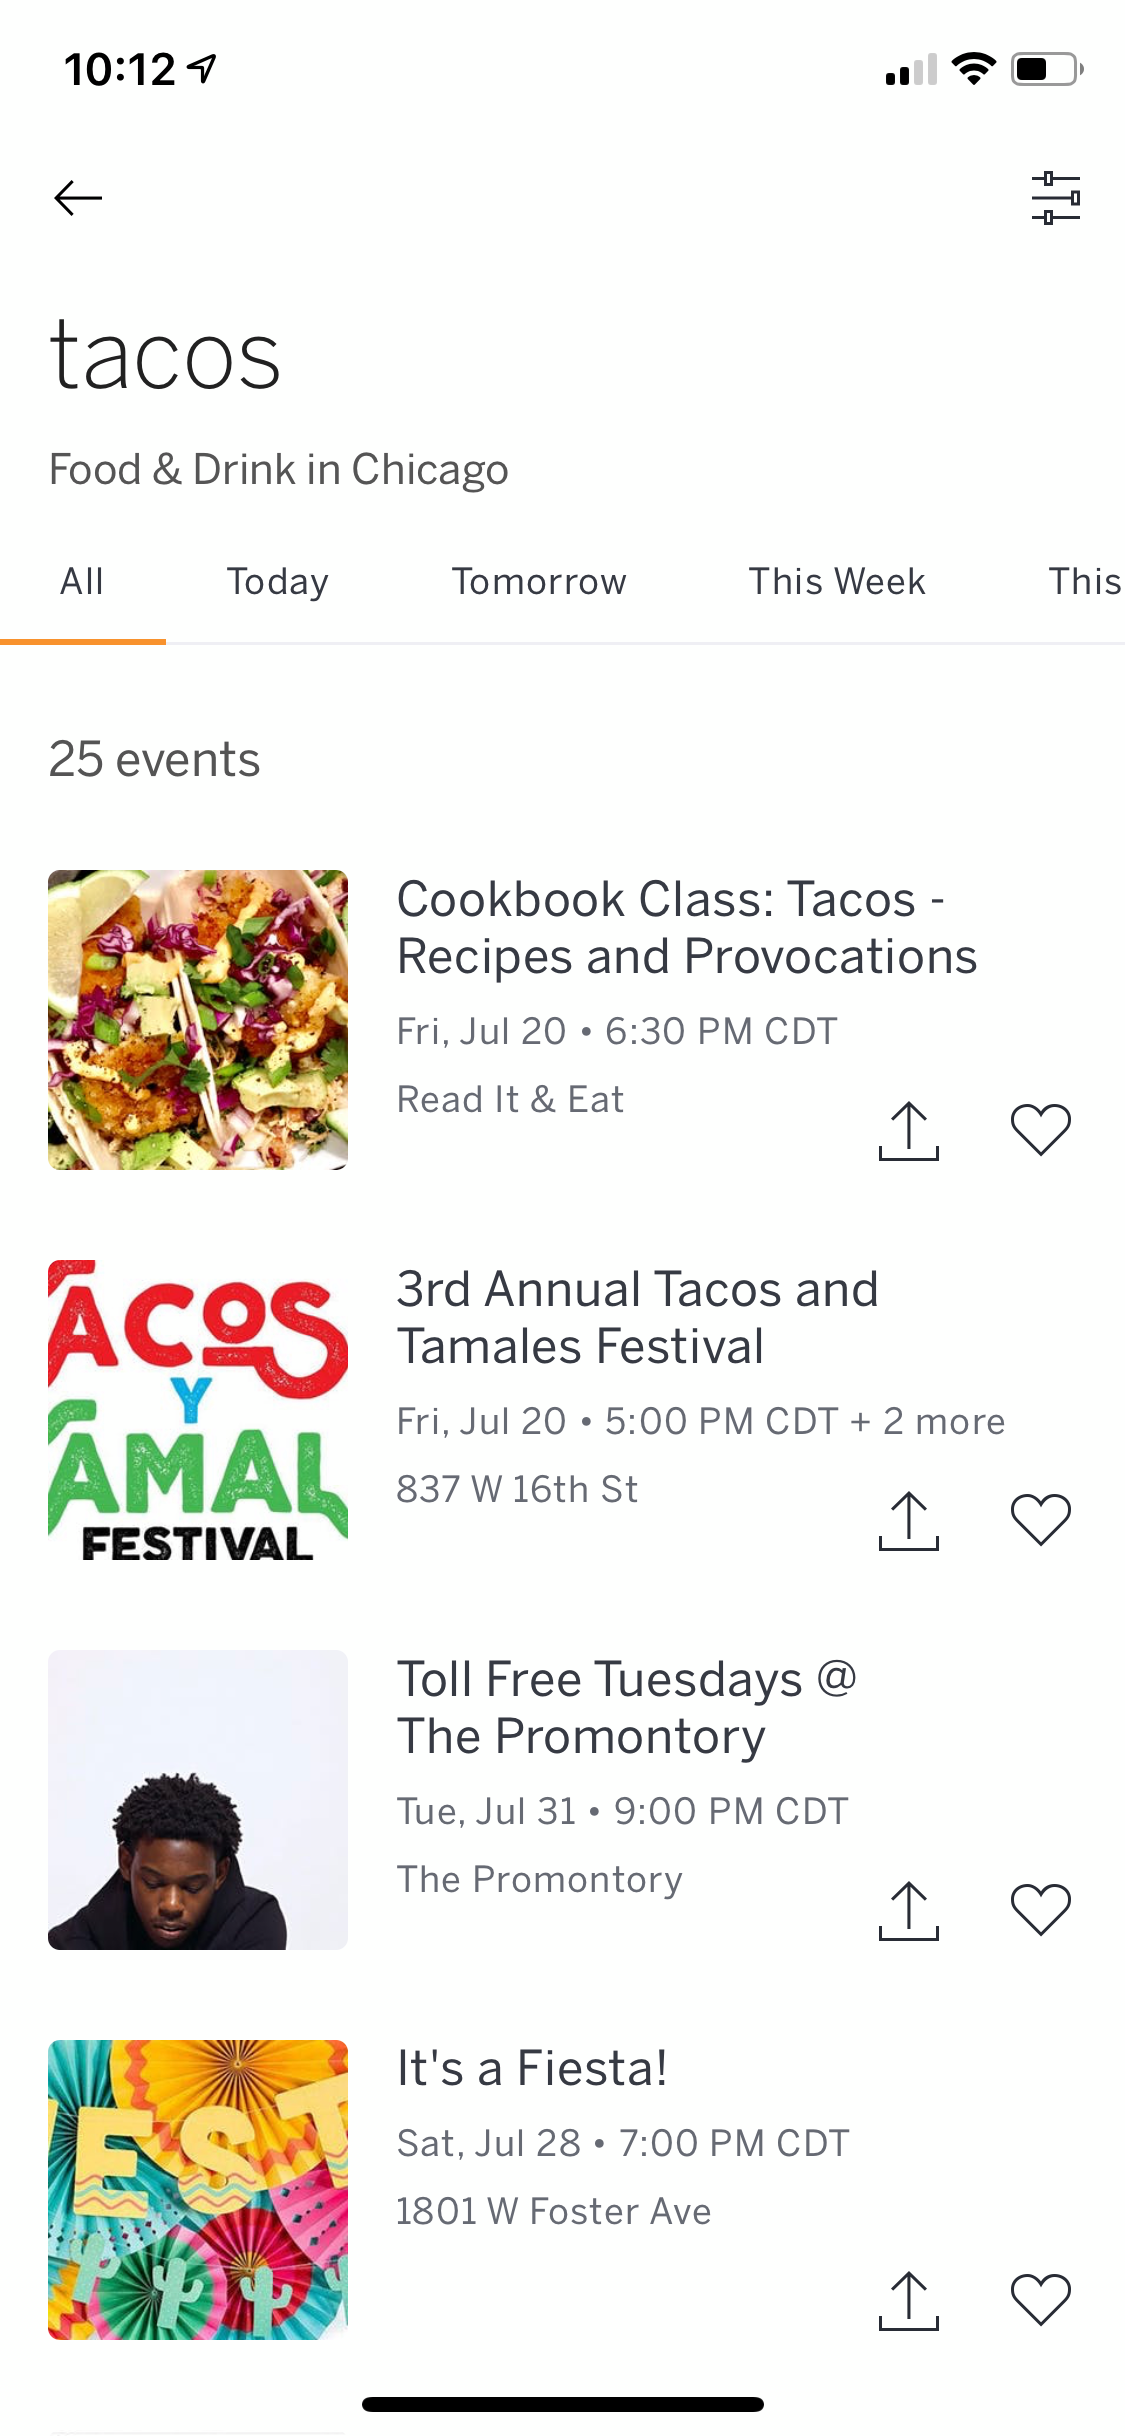 10:12
tacos
Food & Drink in Chicago
All Today Tomorrow This Week This
25 events
Cookbook Class: Tacos -
Recipes and Provocations
Fri, Jul 20 • 6:30 PM CDT
Read It & Eat
ACOS
Y
AMAL
FESTIVAL
3rd Annual Tacos and
Tamales Festival
Fri, Jul 20 • 5:00 PM CDT + 2 more
837 W 16th St
Toll Free Tuesdays @
The Promontory
Tue, Jul 31 • 9:00 PM CDT
The Promontory
EST
It's a Fiesta!
Sat, Jul 28 • 7:00 PM CDT
1801 W Foster Ave